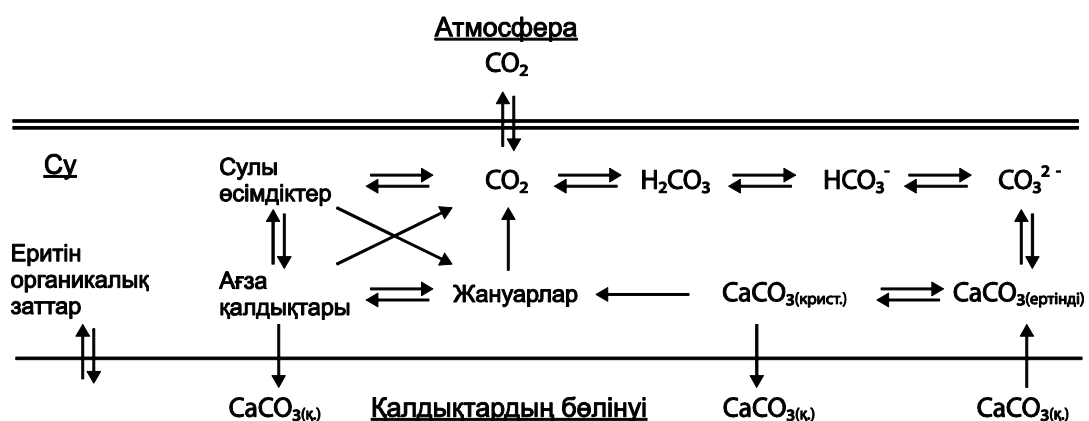 Атмосфера
CO₂
Су
Сулы
өсімдіктер
CO₂
H₂CO₃
HCO₃⁻
CO₃²⁻
Еритін
органикалық
заттар
Ағза
қалдықтары
Жануарлар
CaCO₃(крист.)
CaCO₃(ертінді)
CaCO₃(қ.)
Қалдықтардың бөлінуі
CaCO₃(қ.)
CaCO₃(қ.)